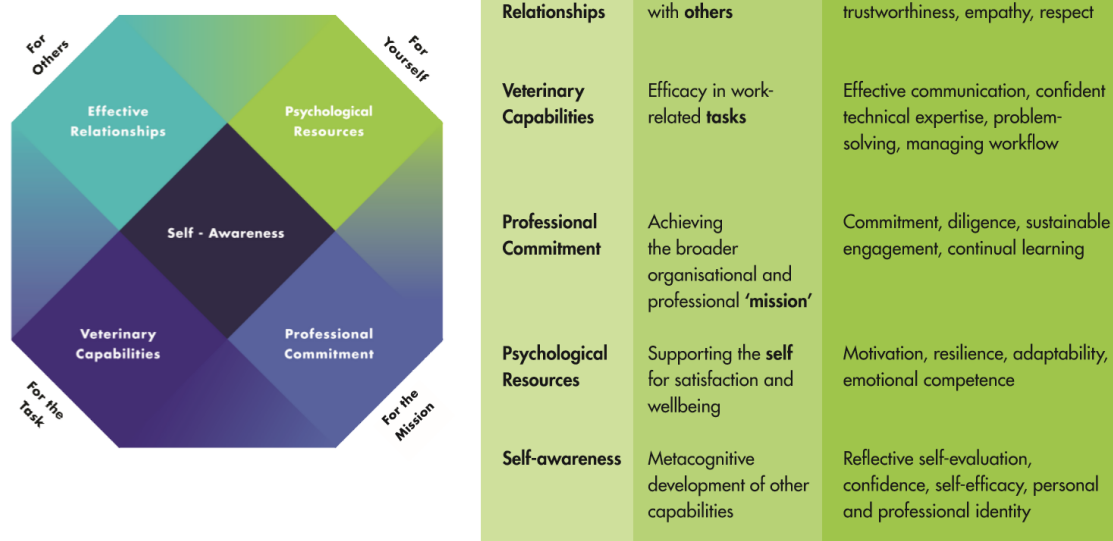 For
Others
For
Yourself
Effective
Relationships
Psychological
Resources
Self - Awareness
Veterinary
Capabilities
Professional
Commitment
For the
Task
For the
Mission
Relationships
with others
trustworthiness, empathy, respect
Veterinary
Capabilities
Efficacy in work-
related tasks
Effective communication, confident
technical expertise, problem-
solving, managing workflow
Professional
Commitment
Achieving
the broader
organisational and
professional ‘mission’
Commitment, diligence, sustainable
engagement, continual learning
Psychological
Resources
Supporting the self
for satisfaction and
wellbeing
Motivation, resilience, adaptability,
emotional competence
Self-awareness
Metacognitive
development of other
capabilities
Reflective self-evaluation,
confidence, self-efficacy, personal
and professional identity